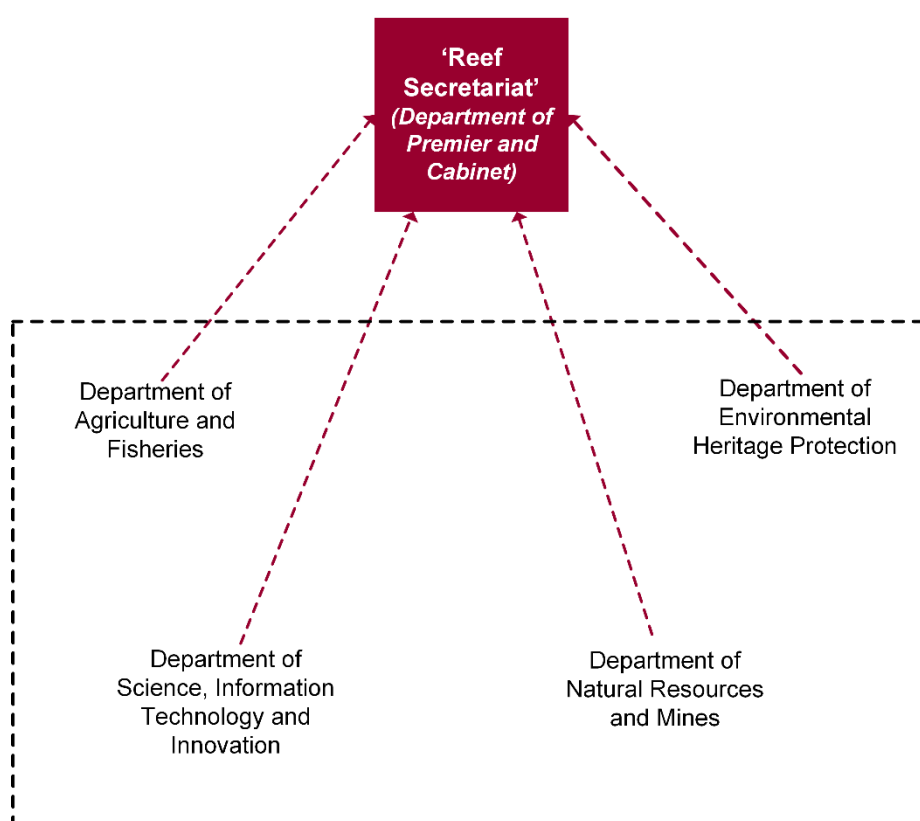 ‘Reef
Secretariat’
(Department of
Premier and
Cabinet)
Department of
Agriculture and
Fisheries
Department of
Environmental
Heritage Protection
Department of
Science, Information
Technology and
Innovation
Department of
Natural Resources
and Mines